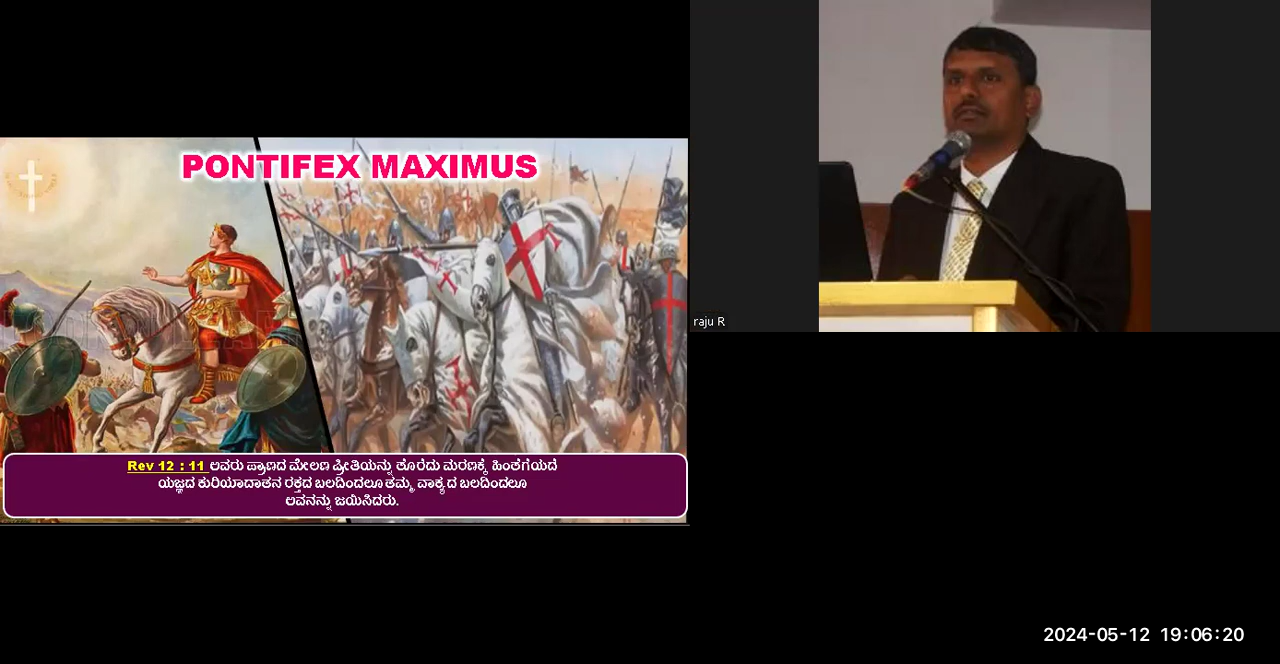 PONTIFEX MAXIMUS
Rev 12 : 11 ಅವರು ಪ್ರಾಣದ ಮೇಲಣ ಪ್ರೀತಿಯನ್ನು ತೊರೆದು ಮರಣಕ್ಕೆ ಹಿಂತೆಗೆಯದೆ
ಯಜ್ಞದ ಕುರಿಯಾದಾತನ ರಕ್ತದ ಬಲದಿಂದಲೂ ತಮ್ಮ ವಾಕ್ಯದ ಬಲದಿಂದಲೂ
ಅವನನ್ನು ಜಯಿಸಿದರು.
raju R
2024-05-12 19:06:20